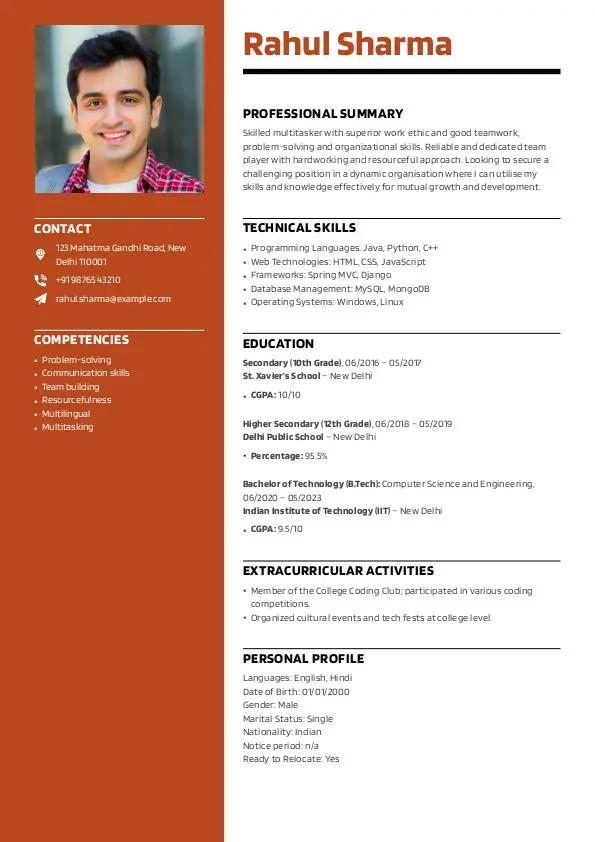 Rahul Sharma
CONTACT
123 Mahatma Gandhi Road, New
Delhi 110001
+91 98765 43210
rahul.sharma@example.com
COMPETENCIES
• Problem-solving
• Communication skills
• Team building
• Resourcefulness
• Multilingual
• Multitasking
PROFESSIONAL SUMMARY
Skilled multitasker with superior work ethic and good teamwork,
problem-solving and organizational skills. Reliable and dedicated team
player with hardworking and resourceful approach. Looking to secure a
challenging position in a dynamic organisation where I can utilise my
skills and knowledge effectively for mutual growth and development.
TECHNICAL SKILLS
• Programming Languages: Java, Python, C++
• Web Technologies: HTML, CSS, JavaScript
• Frameworks: Spring MVC, Django
• Database Management: MySQL, MongoDB
• Operating Systems: Windows, Linux
EDUCATION
Secondary (10th Grade), 06/2016 – 05/2017
St. Xavier's School – New Delhi
• CGPA: 10/10
Higher Secondary (12th Grade), 06/2018 – 05/2019
Delhi Public School – New Delhi
• Percentage: 95.5%
Bachelor of Technology (B.Tech): Computer Science and Engineering,
06/2020 – 05/2023
Indian Institute of Technology (IIT) – New Delhi
• CGPA: 9.5/10
EXTRACURRICULAR ACTIVITIES
• Member of the College Coding Club; participated in various coding
competitions.
• Organized cultural events and tech fests at college level.
PERSONAL PROFILE
Languages: English, Hindi
Date of Birth: 01/01/2000
Gender: Male
Marital Status: Single
Nationality: Indian
Notice period: n/a
Ready to Relocate: Yes